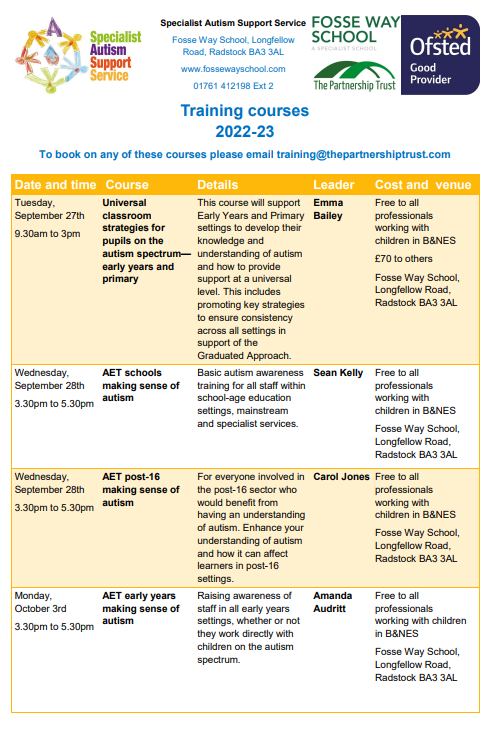 Specialist
Autism
Support
Service
Specialist Autism Support Service
Fosse Way School, Longfellow
Road, Radstock BA3 3AL
www.fossewayschool.com
01761 412198 Ext 2
FOSSE WAY
SCHOOL
A SPECIALIST SCHOOL
The Partnership Trust
Ofsted
Good
Provider
Training courses
2022-23
To book on any of these courses please email training@thepartnershiptrust.com
Date and time Course Details Leader Cost and venue
Tuesday,
September 27th
9.30am to 3pm
Universal
classroom
strategies for
pupils on the
autism spectrum—
early years and
primary
This course will support
Early Years and Primary
settings to develop their
knowledge and
understanding of autism
and how to provide
support at a universal
level. This includes
promoting key strategies
to ensure consistency
across all settings in
support of the
Graduated Approach.
Emma
Bailey
Free to all
professionals
working with
children in B&NES
£70 to others
Fosse Way School,
Longfellow Road,
Radstock BA3 3AL
Wednesday,
September 28th
3.30pm to 5.30pm
AET schools
making sense of
autism
Basic autism awareness
training for all staff within
school-age education
settings, mainstream
and specialist services.
Sean Kelly
Free to all
professionals
working with
children in B&NES
Fosse Way School,
Longfellow Road,
Radstock BA3 3AL
Wednesday,
September 28th
3.30pm to 5.30pm
AET post-16
making sense of
autism
For everyone involved in
the post-16 sector who
would benefit from
having an understanding
of autism. Enhance your
understanding of autism
and how it can affect
learners in post-16
settings.
Carol Jones
Free to all
professionals
working with
children in B&NES
Fosse Way School,
Longfellow Road,
Radstock BA3 3AL
Monday,
October 3rd
3.30pm to 5.30pm
AET early years
making sense of
autism
Raising awareness of
staff in all early years
settings, whether or not
they work directly with
children on the autism
spectrum.
Amanda
Audritt
Free to all
professionals
working with children
in B&NES
Fosse Way School,
Longfellow Road,
Radstock BA3 3AL